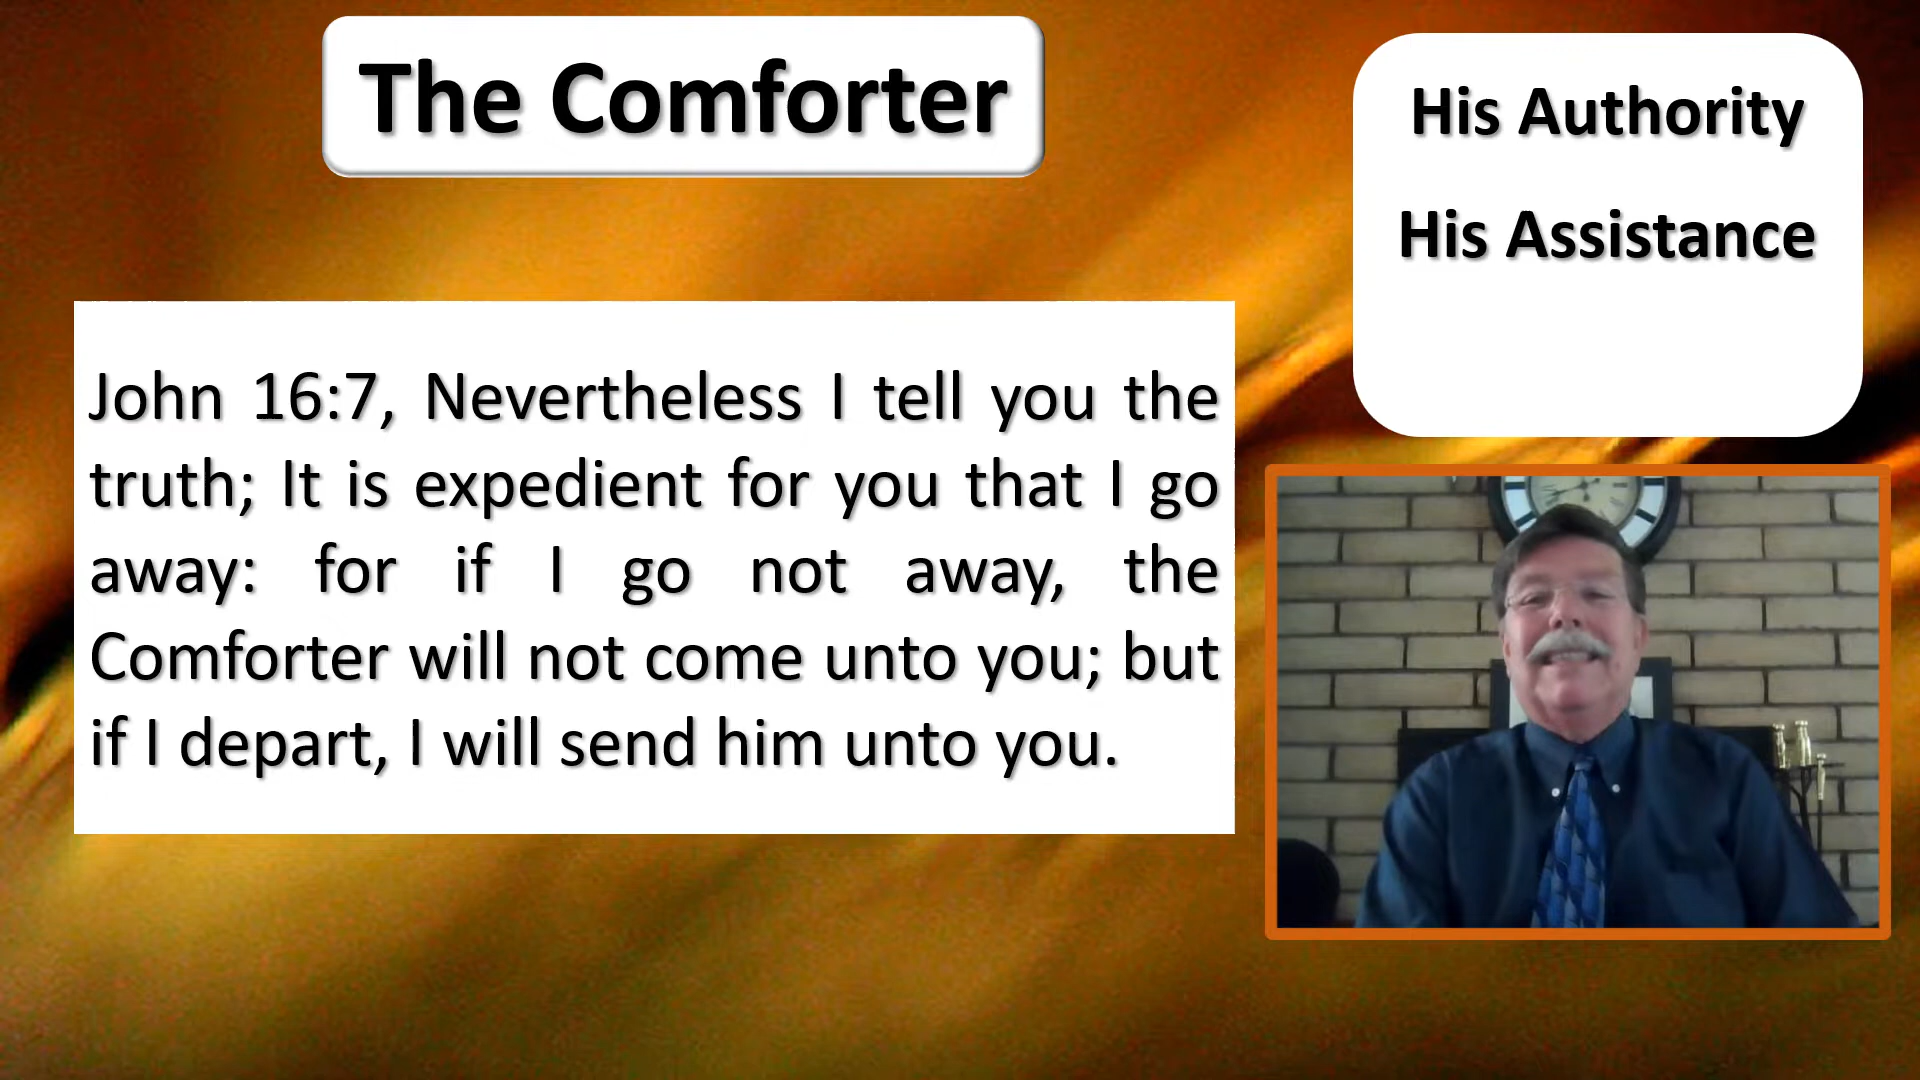 The Comforter
His Authority
His Assistance
John 16:7, Nevertheless I tell you the
truth; It is expedient for you that I go
away: for if I go not away, the
Comforter will not come unto you; but
if I depart, I will send him unto you.